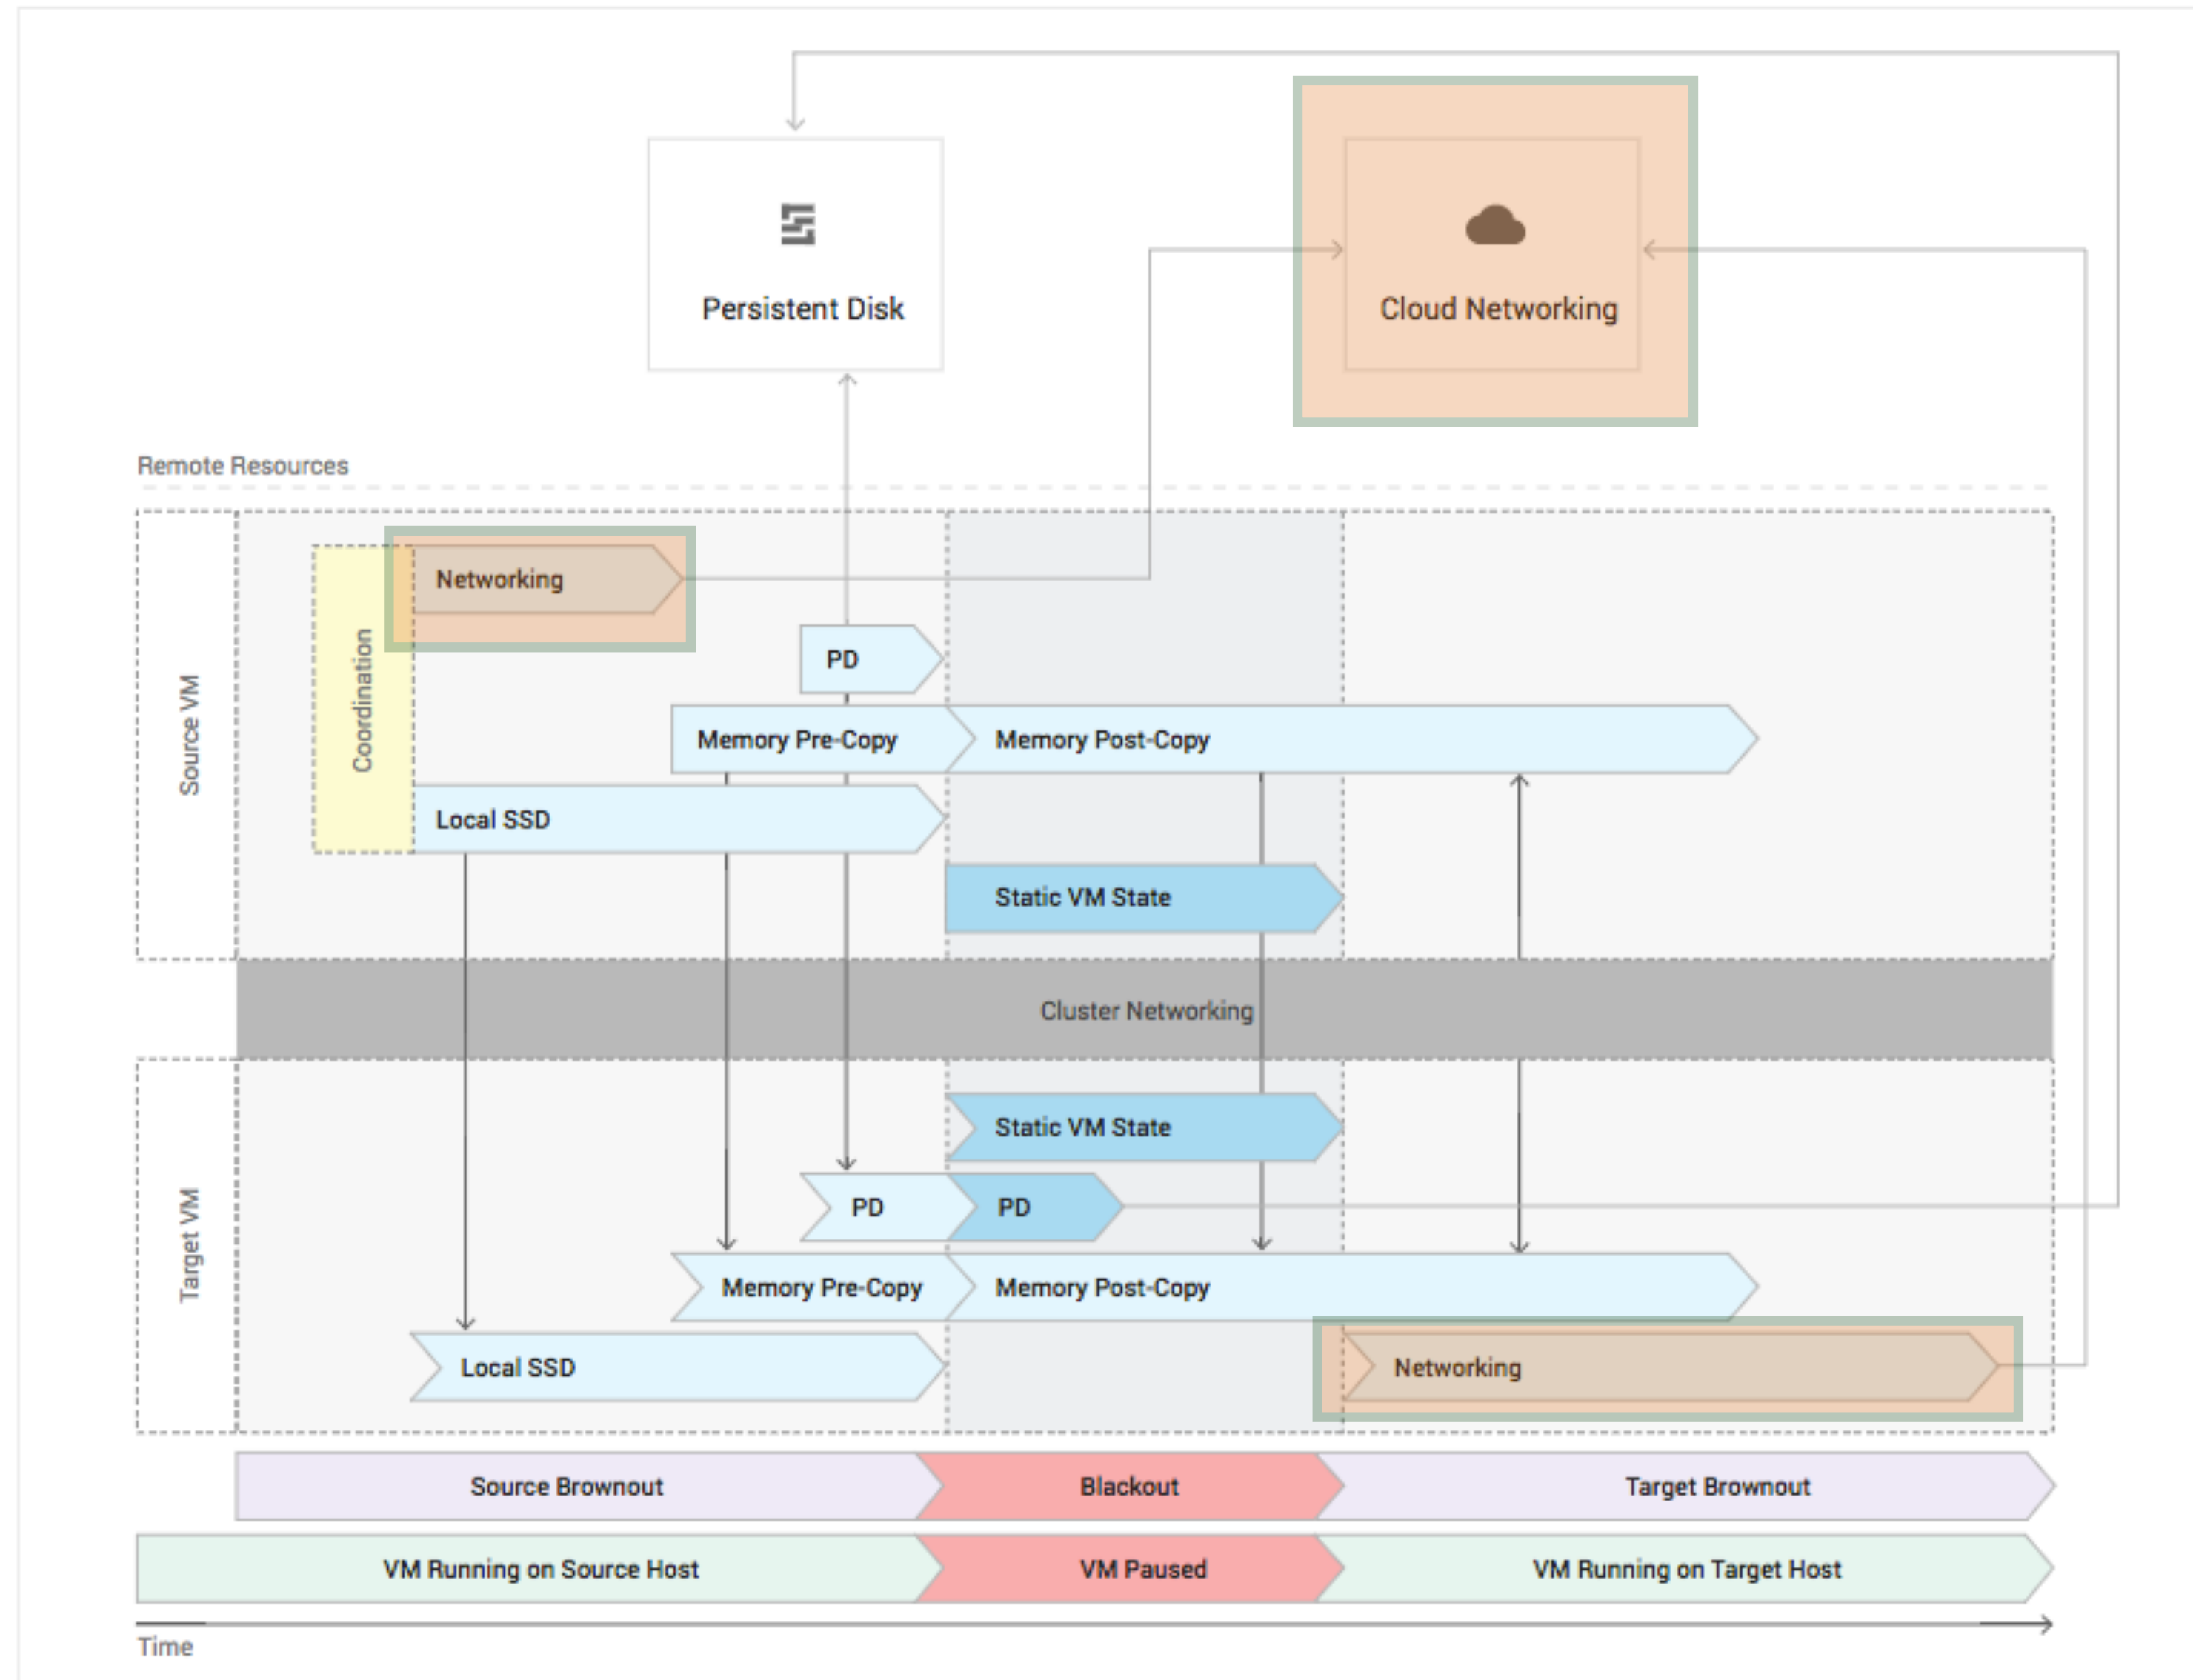 Persistent Disk
Cloud Networking
Remote Resources
Source VM
Coordination
Networking
PD
Memory Pre-Copy
Memory Post-Copy
Local SSD
Static VM State
Cluster Networking
Target VM
Static VM State
PD
PD
Memory Pre-Copy
Memory Post-Copy
Local SSD
Networking
Source Brownout
Blackout
Target Brownout
VM Running on Source Host
VM Paused
VM Running on Target Host
Time